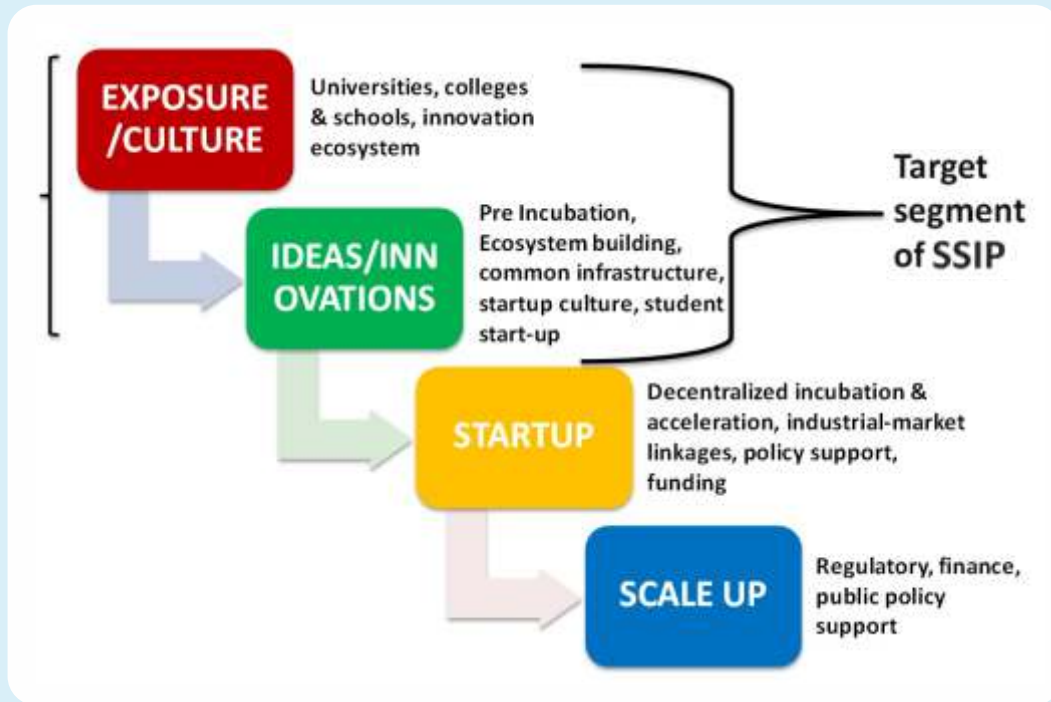 EXPOSURE
/CULTURE
Universities, colleges
& schools, innovation
ecosystem
Target
segment
of SSIP
IDEAS/INN
OVATIONS
Pre Incubation,
Ecosystem building,
common infrastructure,
startup culture, student
start-up
STARTUP
Decentralized incubation &
acceleration, industrial-market
linkages, policy support,
funding
SCALE UP
Regulatory, finance,
public policy
support